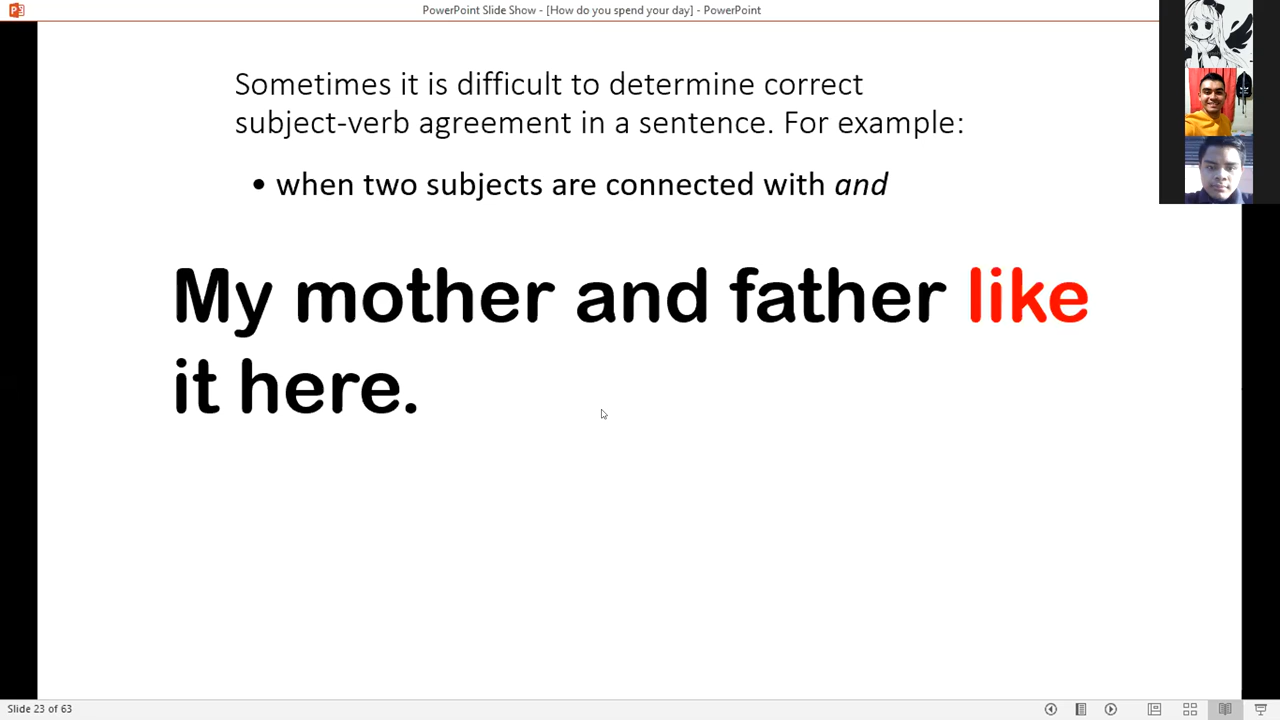 PowerPoint Slide Show - [How do you spend your day] - PowerPoint
Sometimes it is difficult to determine correct
subject-verb agreement in a sentence. For example:
• when two subjects are connected with and
My mother and father like
it here.
Slide 23 of 63